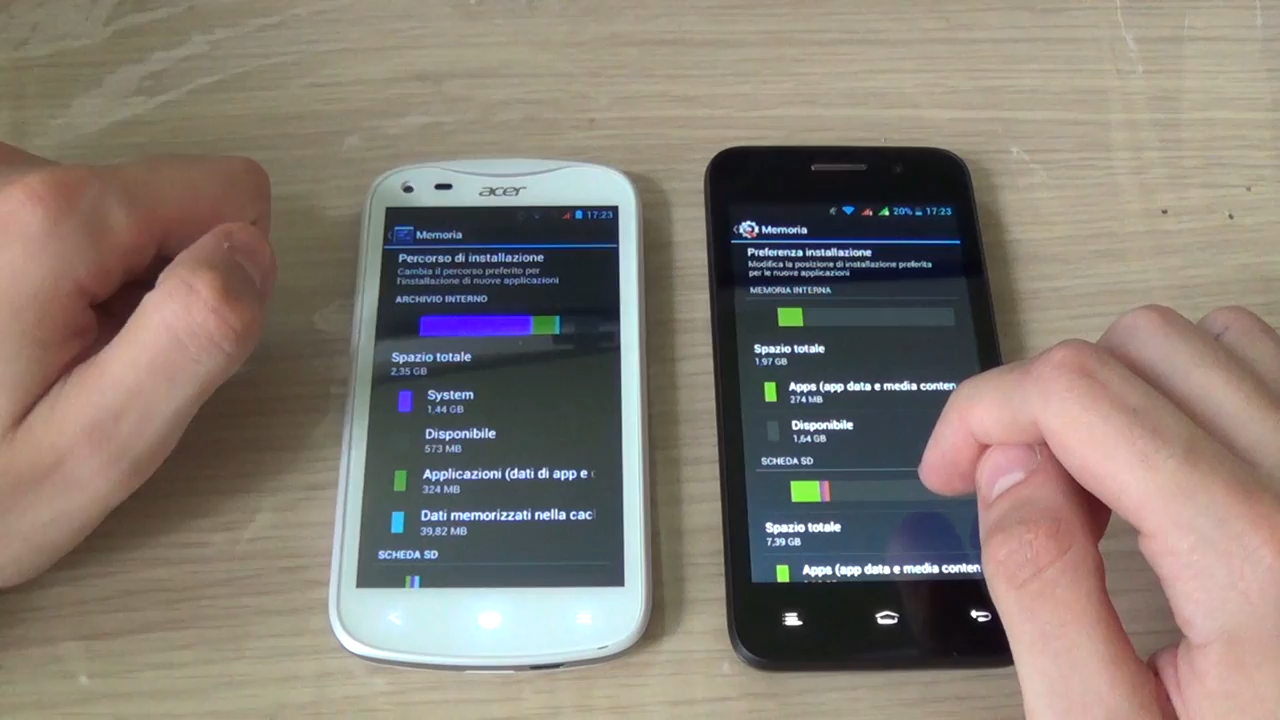 acer
17:23
Memoria
Percorso di installazione
Cambia il percorso preferito per
l'installazione di nuove applicazioni
ARCHIVIO INTERNO
Spazio totale
2,35 GB
System
1,44 GB
Disponibile
573 MB
Applicazioni (dati di app e
324 MB
Dati memorizzati nella cac
39,82 MB
SCHEDA SD
20% 17:23
Memoria
Preferenza installazione
Modifica la posizione di installazione preferita
per le nuove applicazioni
MEMORIA INTERNA
Spazio totale
1,97 GB
Apps (app data e media conten
274 MB
Disponibile
1,64 GB
SCHEDA SD
Spazio totale
7,39 GB
Apps (app data e media conten